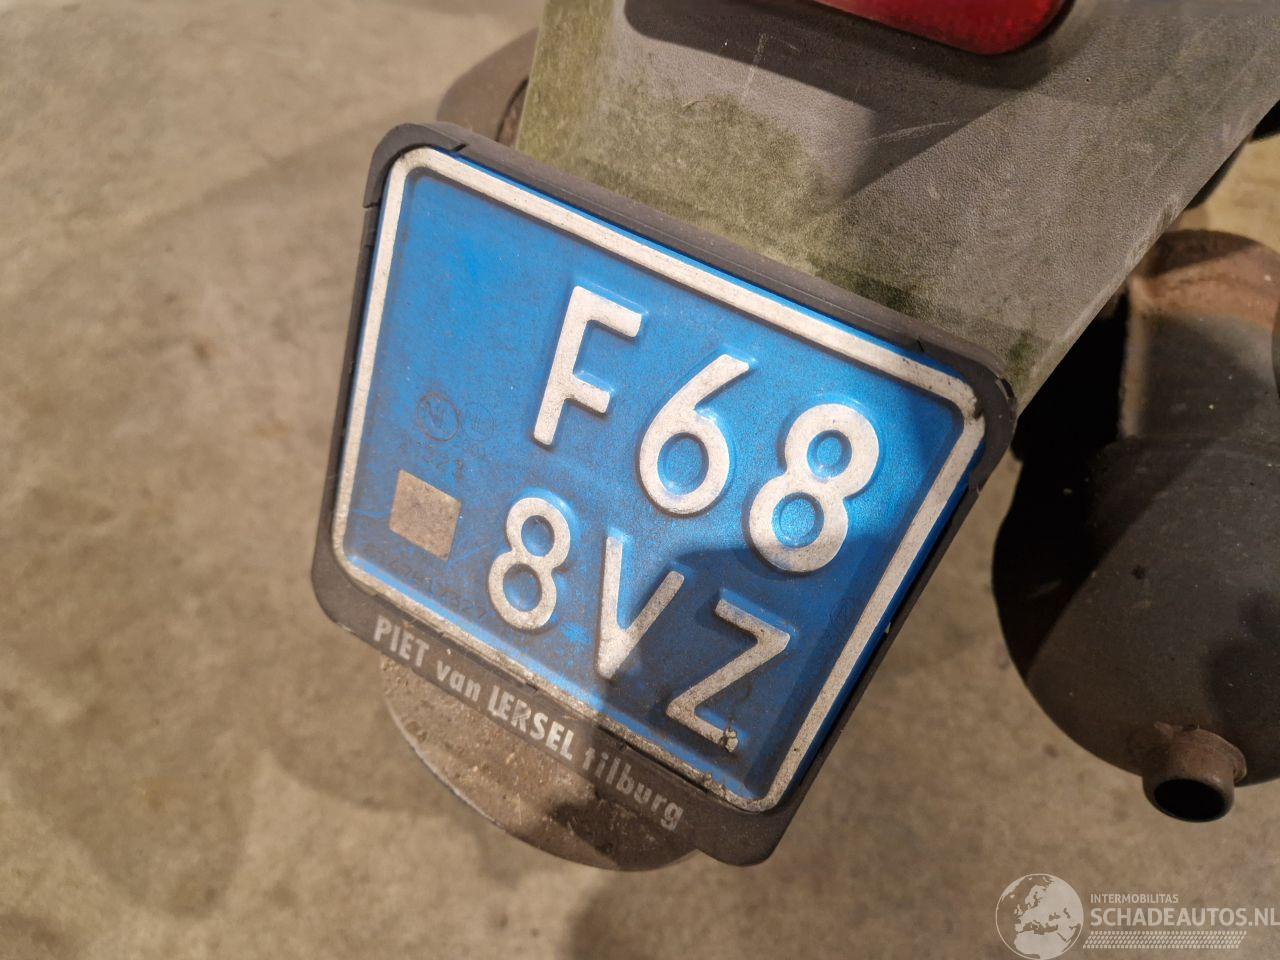 F68
8VZ
PIET van IERSEL tilburg
INTERMOBILITAS
SCHADEAUTOS.NL